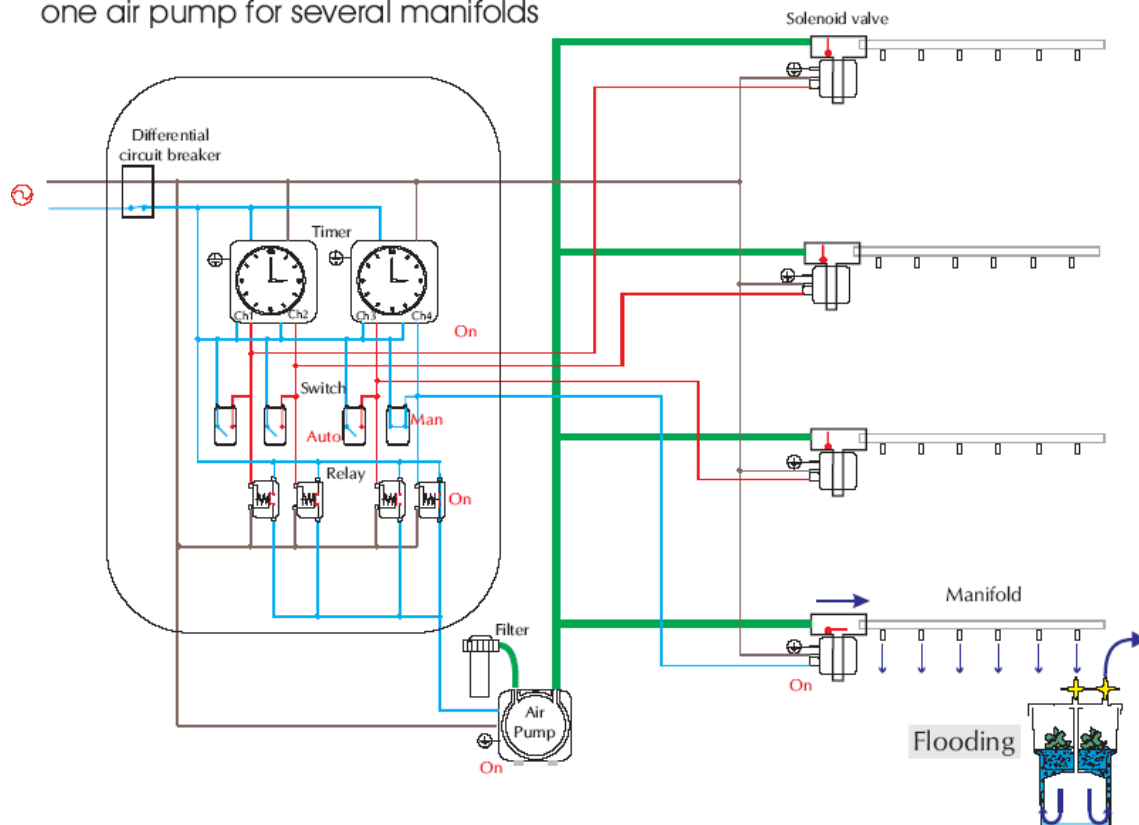 one air pump for several manifolds
Solenoid valve
Differential
circuit breaker
Timer
Ch1
Ch2
Ch3
Ch4
On
Switch
Auto
Man
Relay
On
Filter
Air
Pump
On
Manifold
On
Flooding